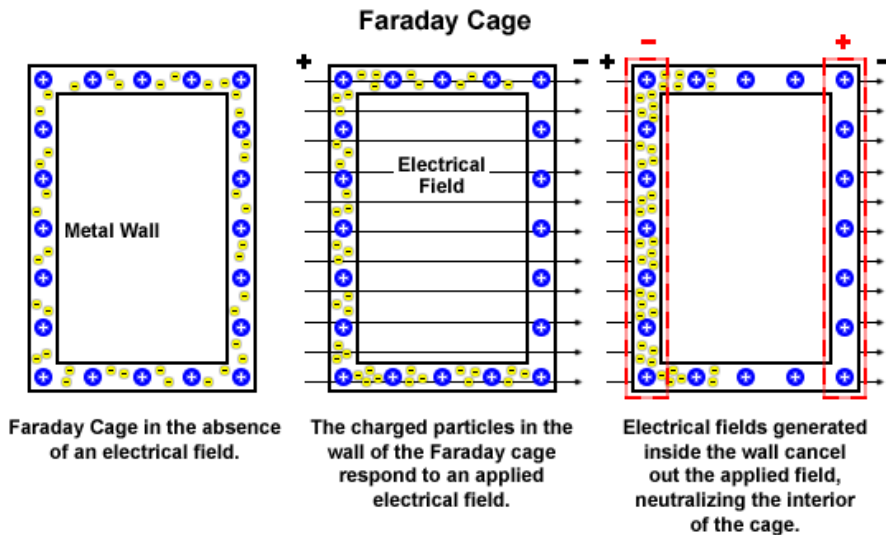 Faraday Cage
Metal Wall
Electrical
Field
Faraday Cage in the absence
of an electrical field.
The charged particles in the
wall of the Faraday cage
respond to an applied
electrical field.
Electrical fields generated
inside the wall cancel
out the applied field,
neutralizing the interior
of the cage.